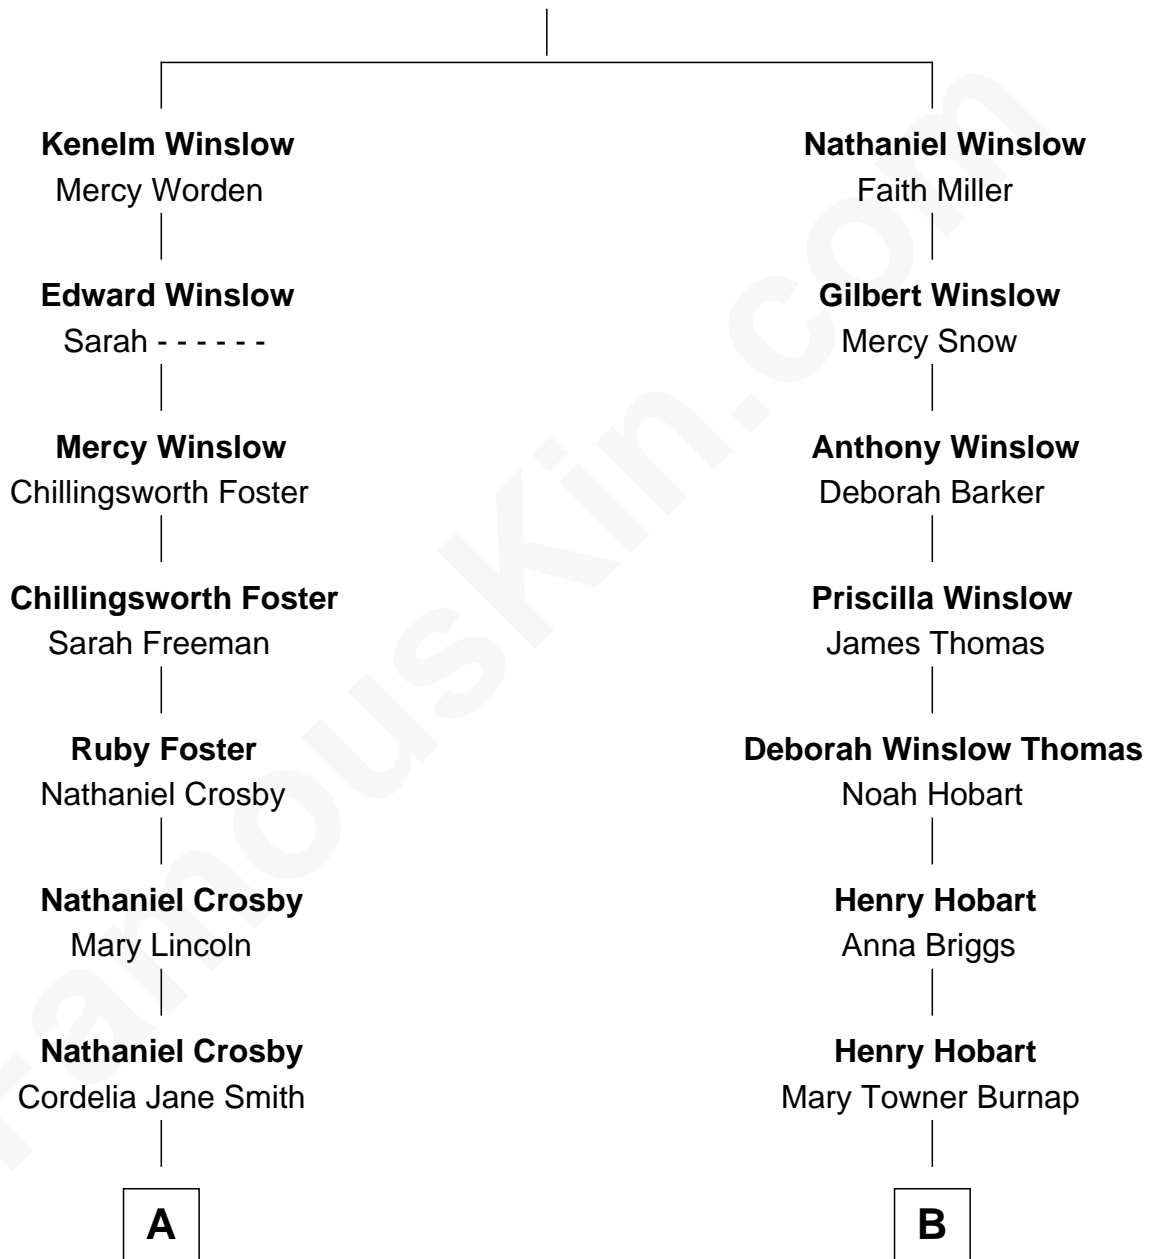 Kenelm Winslow
Mercy Worden
Edward Winslow
Sarah - - - - - -
Mercy Winslow
Chillingsworth Foster
Chillingsworth Foster
Sarah Freeman
Ruby Foster
Nathaniel Crosby
Nathaniel Crosby
Mary Lincoln
Nathaniel Crosby
Cordelia Jane Smith
A
Nathaniel Winslow
Faith Miller
Gilbert Winslow
Mercy Snow
Anthony Winslow
Deborah Barker
Priscilla Winslow
James Thomas
Deborah Winslow Thomas
Noah Hobart
Henry Hobart
Anna Briggs
Henry Hobart
Mary Towner Burnap
B
FamousKin.com